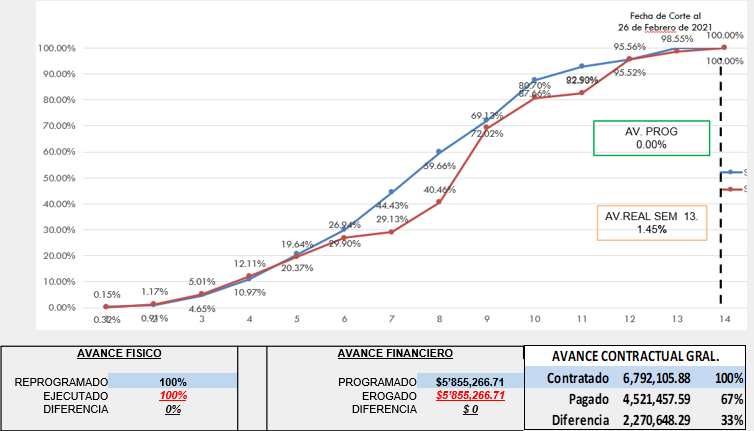 Fecha de Corte al
26 de Febrero de 2021
100.00%
90.00%
80.00%
70.00%
60.00%
50.00%
40.00%
30.00%
20.00%
10.00%
0.00%
0.15%
1.17%
5.01%
12.11%
19.64%
26.94%
29.13%
40.46%
69.13%
80.70%
95.56%
98.55%
100.00%
0.32%
0.91%
4.65%
10.97%
20.37%
29.90%
44.43%
59.66%
72.02%
87.66%
95.52%
100.00%
1 2 3 4 5 6 7 8 9 10 11 12 13 14
AV. PROG
0.00%
AV.REAL SEM 13.
1.45%
S
S
AVANCE FISICO
REPROGRAMADO 100%
EJECUTADO 100%
DIFERENCIA 0%
AVANCE FINANCIERO
PROGRAMADO $5'855,266.71
EROGADO $5'855,266.71
DIFERENCIA $ 0
AVANCE CONTRACTUAL GRAL.
Contratado 6,792,105.88 100%
Pagado 4,521,457.59 67%
Diferencia 2,270,648.29 33%